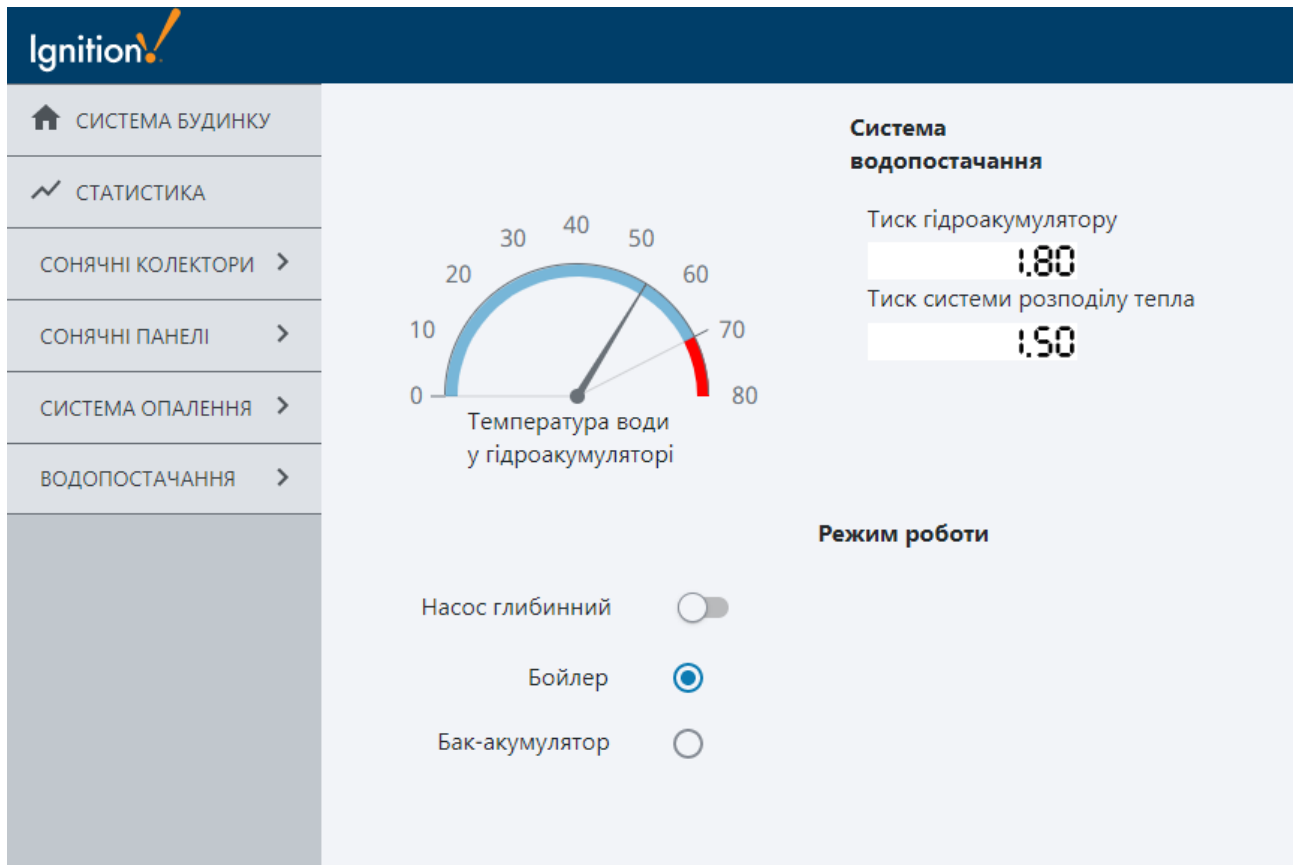 Ignition!
СИСТЕМА БУДИНКУ
СТАТИСТИКА
СОНЯЧНІ КОЛЕКТОРИ
СОНЯЧНІ ПАНЕЛІ
СИСТЕМА ОПАЛЕННЯ
ВОДОПОСТАЧАННЯ
0
10
20
30
40
50
60
70
80
Температура води
у гідроакумуляторі
Система
водопостачання
Тиск гідроакумулятору
1.80
Тиск системи розподілу тепла
1.50
Режим роботи
Насос глибинний
Бойлер
Бак-акумулятор